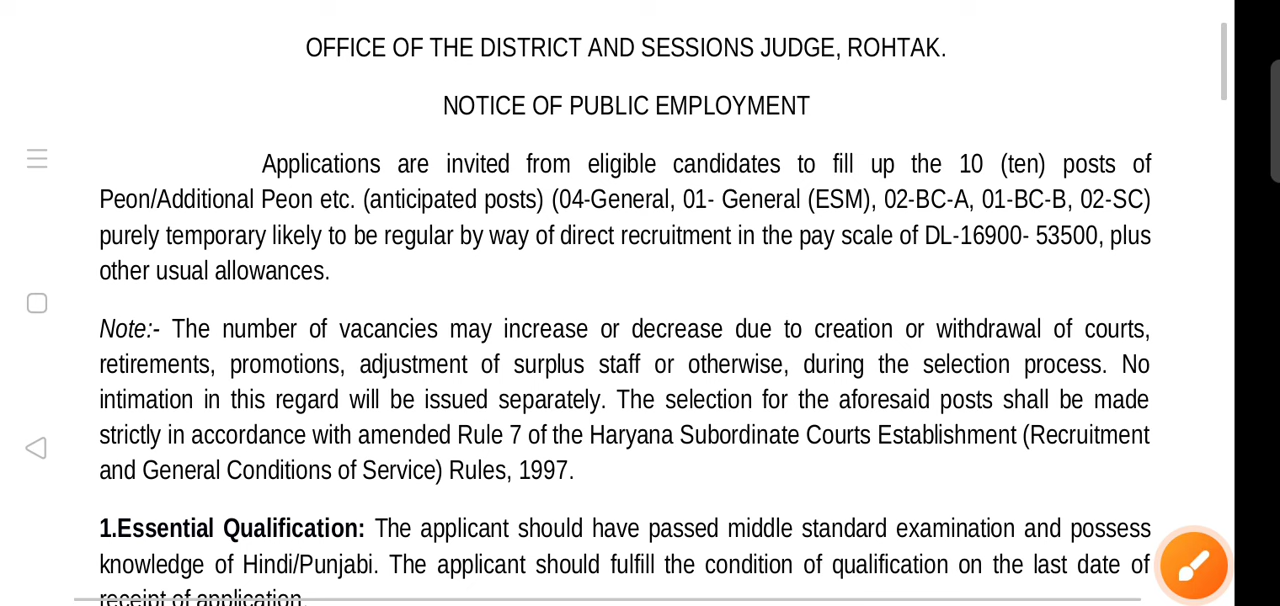 OFFICE OF THE DISTRICT AND SESSIONS JUDGE, ROHTAK.
NOTICE OF PUBLIC EMPLOYMENT
Applications are invited from eligible candidates to fill up the 10 (ten) posts of
Peon/Additional Peon etc. (anticipated posts) (04-General, 01- General (ESM), 02-BC-A, 01-BC-B, 02-SC)
purely temporary likely to be regular by way of direct recruitment in the pay scale of DL-16900- 53500, plus
other usual allowances.
Note:- The number of vacancies may increase or decrease due to creation or withdrawal of courts,
retirements, promotions, adjustment of surplus staff or otherwise, during the selection process. No
intimation in this regard will be issued separately. The selection for the aforesaid posts shall be made
strictly in accordance with amended Rule 7 of the Haryana Subordinate Courts Establishment (Recruitment
and General Conditions of Service) Rules, 1997.
1.Essential Qualification: The applicant should have passed middle standard examination and possess
knowledge of Hindi/Punjabi. The applicant should fulfill the condition of qualification on the last date of
receipt of application.